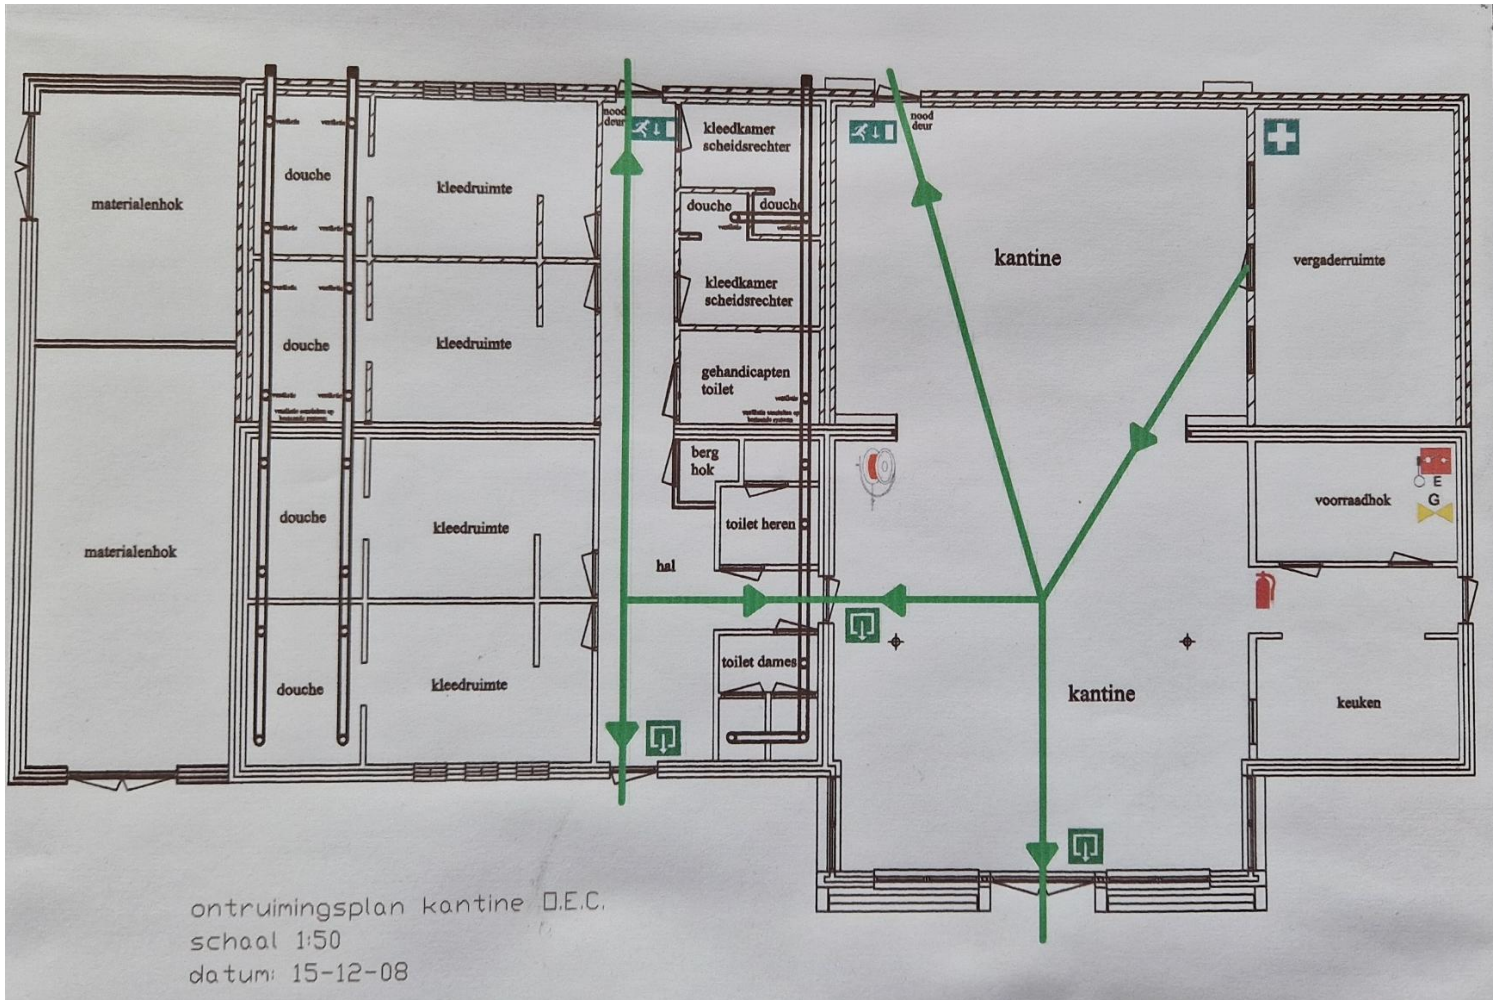 nood
deur
nood
deur
kleedkamer
scheidsrechter
douche
kleedruimte
materialenhok
douche
douche
kantine
vergaderruimte
kleedkamer
scheidsrechter
douche
kleedruimte
gehandicapten
toilet
berg
hok
voorraadhok
E
G
douche
kleedruimte
toilet heren
materialenhok
hal
toilet dames
douche
kleedruimte
kantine
keuken
ontruimingsplan kantine O.E.C.
schaal 1:50
datum: 15-12-08